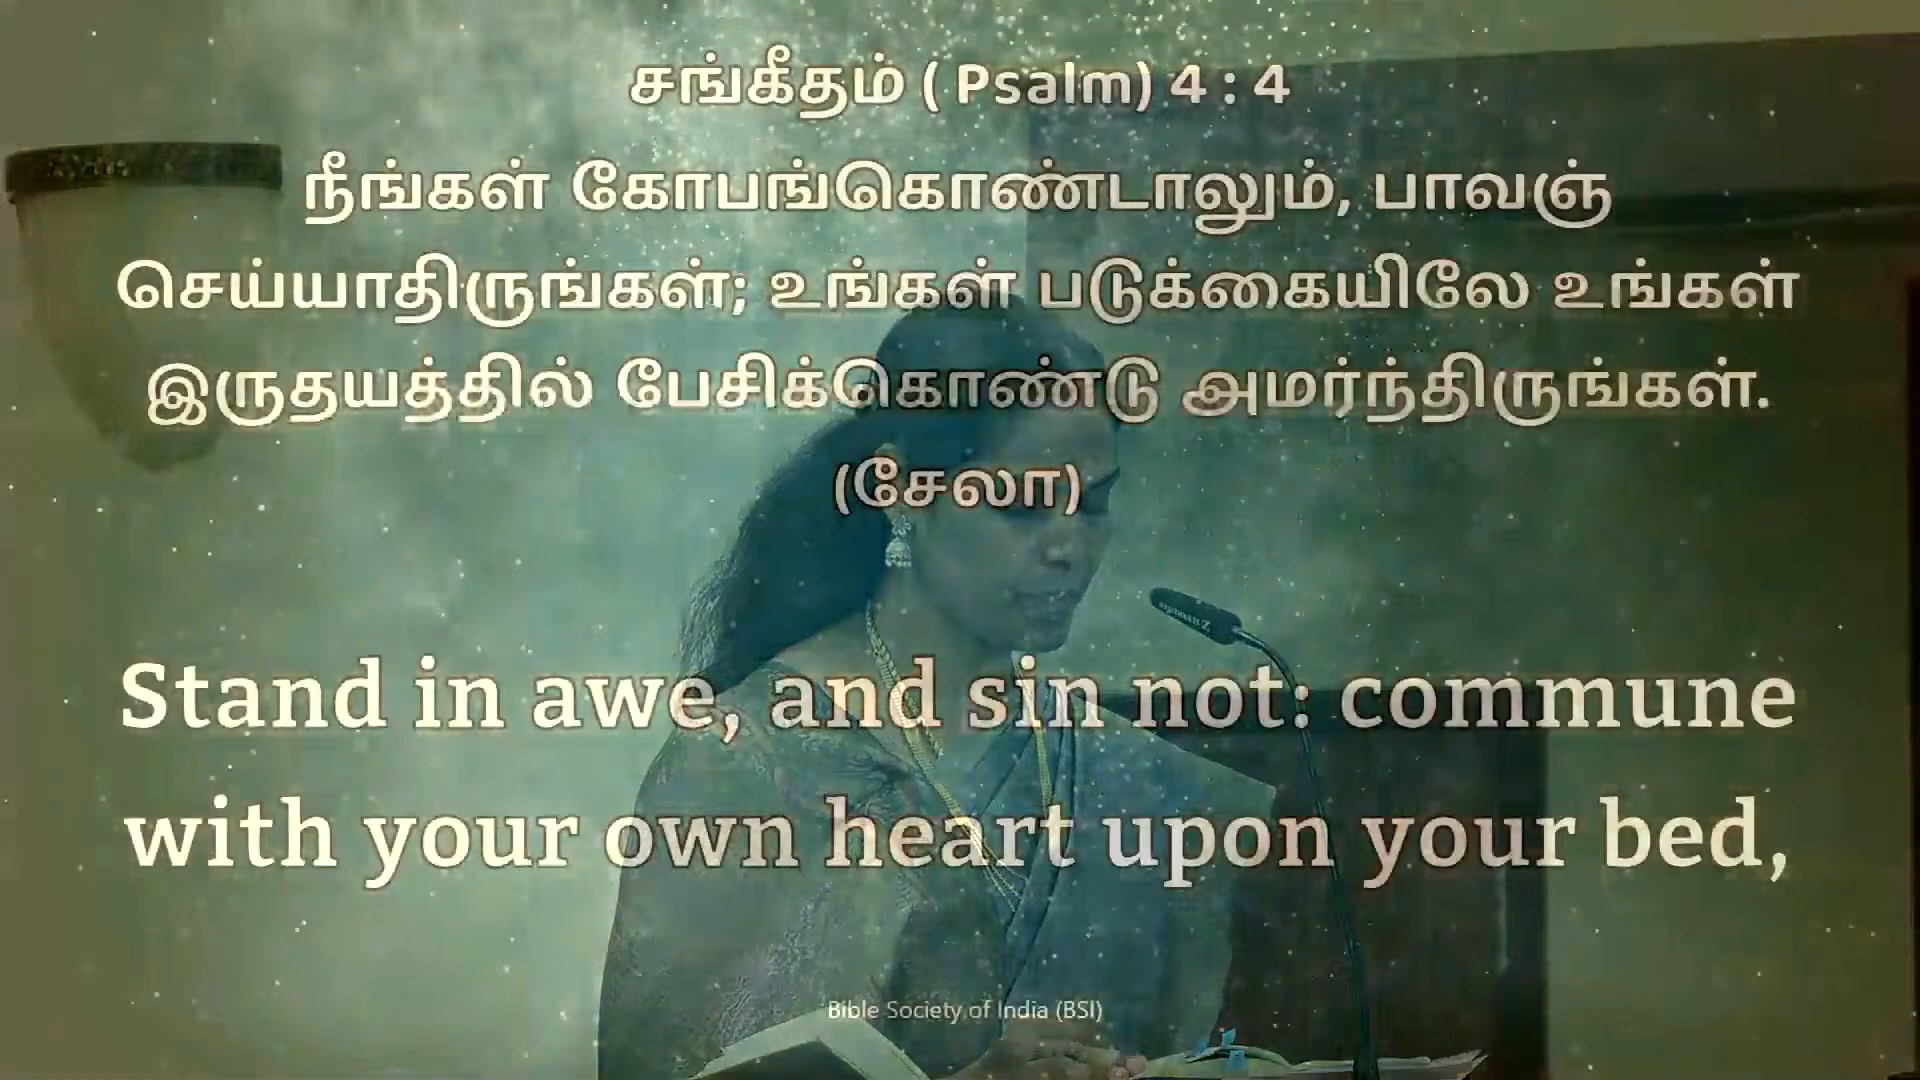 சங்கீதம் ( Psalm) 4 : 4
நீங்கள் கோபங்கொண்டாலும், பாவஞ்
செய்யாதிருங்கள்; உங்கள் படுக்கையிலே உங்கள்
இருதயத்தில் பேசிக்கொண்டு அமர்ந்திருங்கள்.
(சேலா)
Stand in awe, and sin not: commune
with your own heart upon your bed,
Bible Society of India (BSI)